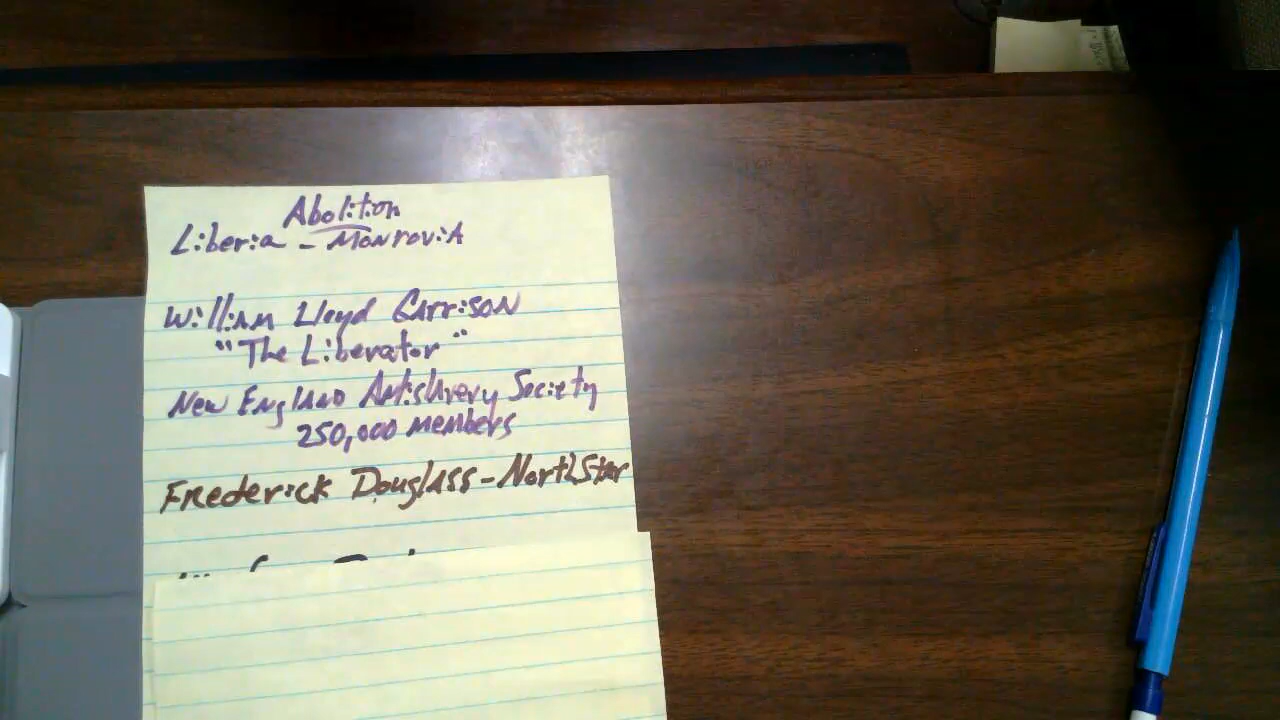 Abolition
Liberia - Monrovia
William Lloyd Garrison
"The Liberator"
New England Antislavery Society
250,000 members
Frederick Douglass - North Star